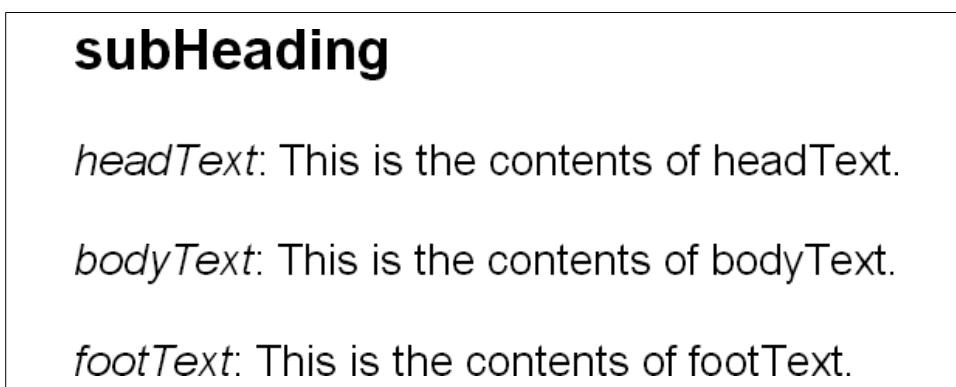 subHeading
headText: This is the contents of headText.
bodyText: This is the contents of bodyText.
footText: This is the contents of footText.